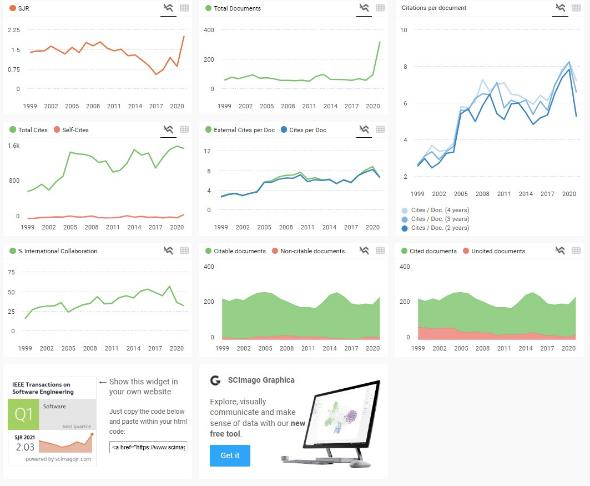 SJR
2.25
1.5
0.75
0
1999 2002 2005 2008 2011 2014 2017 2020
Total Documents
400
200
0
1999 2002 2005 2008 2011 2014 2017 2020
Citations per document
10
8
6
4
2
1999 2002 2005 2008 2011 2014 2017 2020
Cites / Doc. (4 years)
Cites / Doc. (3 years)
Cites / Doc. (2 years)
Total Cites Self-Cites
1.6k
800
0
1999 2002 2005 2008 2011 2014 2017 2020
External Cites per Doc Cites per Doc
12
8
4
0
1999 2002 2005 2008 2011 2014 2017 2020
% International Collaboration
75
50
25
0
1999 2002 2005 2008 2011 2014 2017 2020
Citable documents Non-citable documents
400
200
0
1999 2002 2005 2008 2011 2014 2017 2020
Cited documents Uncited documents
400
200
0
1999 2002 2005 2008 2011 2014 2017 2020
IEEE Transactions on
Software Engineering
Q1
Software
best quartile
SJR 2021
2.03
powered by scimagojr.com
← Show this widget in
your own website
Just copy the code below
and paste within your html
code:
<a href="https://www.scimag
SCImago Graphica
Explore, visually
communicate and make
sense of data with our new
free tool.
Get it